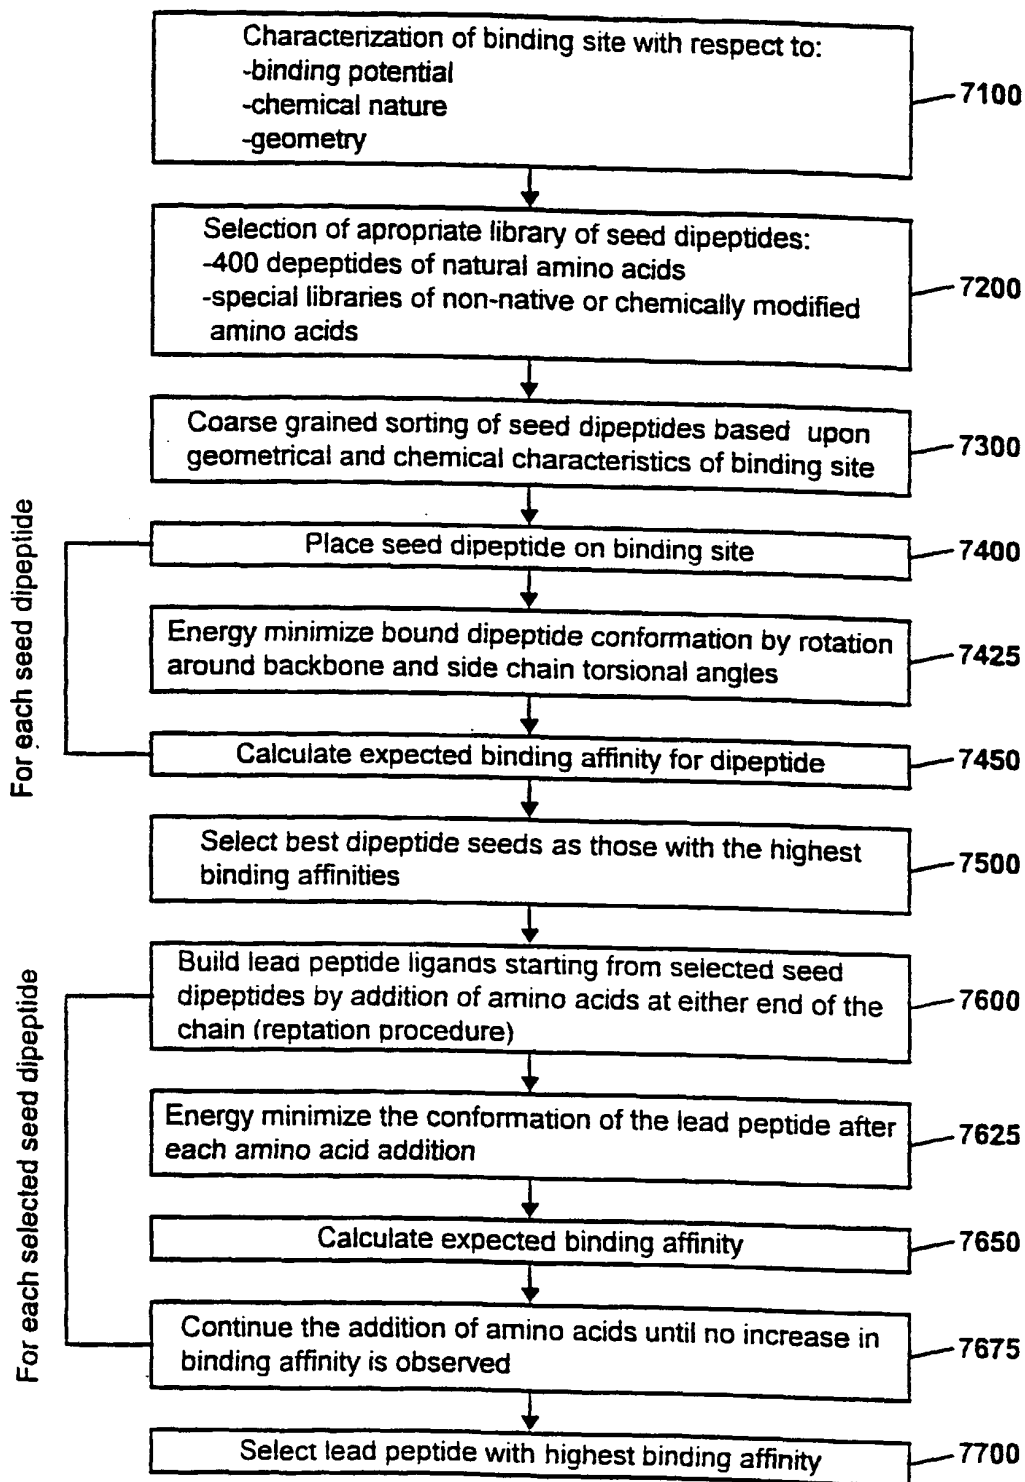 Characterization of binding site with respect to:
-binding potential
-chemical nature
-geometry
7100
Selection of apropriate library of seed dipeptides:
-400 depeptides of natural amino acids
-special libraries of non-native or chemically modified
amino acids
7200
Coarse grained sorting of seed dipeptides based upon
geometrical and chemical characteristics of binding site
7300
For each seed dipeptide
Place seed dipeptide on binding site
7400
Energy minimize bound dipeptide conformation by rotation
around backbone and side chain torsional angles
7425
Calculate expected binding affinity for dipeptide
7450
Select best dipeptide seeds as those with the highest
binding affinities
7500
For each selected seed dipeptide
Build lead peptide ligands starting from selected seed
dipeptides by addition of amino acids at either end of the
chain (reptation procedure)
7600
Energy minimize the conformation of the lead peptide after
each amino acid addition
7625
Calculate expected binding affinity
7650
Continue the addition of amino acids until no increase in
binding affinity is observed
7675
Select lead peptide with highest binding affinity
7700